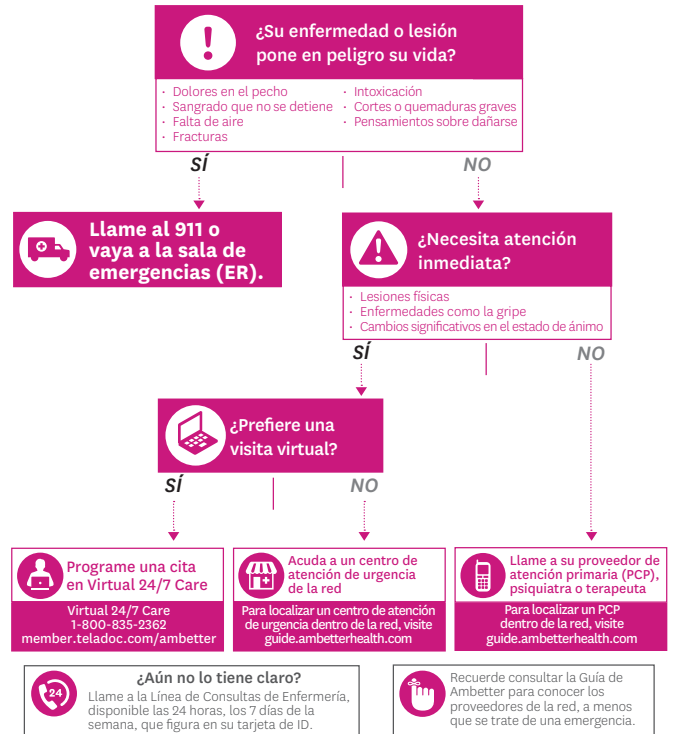 ¿Su enfermedad o lesión
pone en peligro su vida?
· Dolores en el pecho
· Sangrado que no se detiene
· Falta de aire
· Fracturas
· Intoxicación
· Cortes o quemaduras graves
· Pensamientos sobre dañarse
SÍ
NO
Llame al 911 o
vaya a la sala de
emergencias (ER).
¿Necesita atención
inmediata?
· Lesiones físicas
· Enfermedades como la gripe
· Cambios significativos en el estado de ánimo
SÍ
NO
¿Prefiere una
visita virtual?
SÍ
NO
Programe una cita
en Virtual 24/7 Care
Virtual 24/7 Care
1-800-835-2362
member.teladoc.com/ambetter
Acuda a un centro de
atención de urgencia
de la red
Para localizar un centro de atención
de urgencia dentro de la red, visite
guide.ambetterhealth.com
Llame a su proveedor de
atención primaria (PCP),
psiquiatra o terapeuta
Para localizar un PCP
dentro de la red, visite
guide.ambetterhealth.com
24
¿Aún no lo tiene claro?
Llame a la Línea de Consultas de Enfermería,
disponible las 24 horas, los 7 días de la
semana, que figura en su tarjeta de ID.
Recuerde consultar la Guía de
Ambetter para conocer los
proveedores de la red, a menos
que se trate de una emergencia.